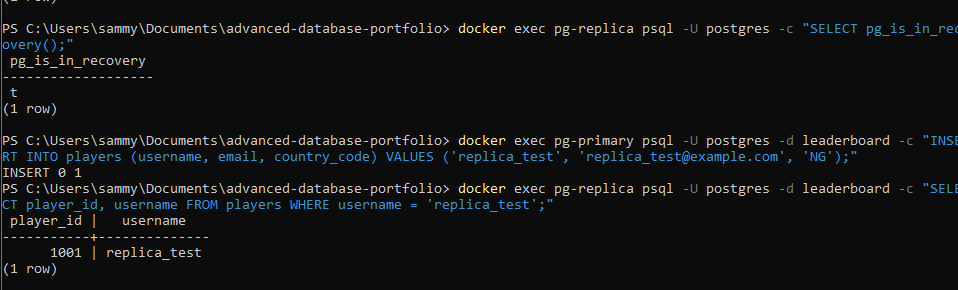 PS C:\Users\sammy\Documents\advanced-database-portfolio> docker exec pg-replica psql -U postgres -c "SELECT pg_is_in_rec
overy();"
 pg_is_in_recovery
-------------------
 t
(1 row)

PS C:\Users\sammy\Documents\advanced-database-portfolio> docker exec pg-primary psql -U postgres -d leaderboard -c "INSE
RT INTO players (username, email, country_code) VALUES ('replica_test', 'replica_test@example.com', 'NG');"
INSERT 0 1
PS C:\Users\sammy\Documents\advanced-database-portfolio> docker exec pg-replica psql -U postgres -d leaderboard -c "SELE
CT player_id, username FROM players WHERE username = 'replica_test';"
 player_id |   username
-----------+--------------
      1001 | replica_test
(1 row)